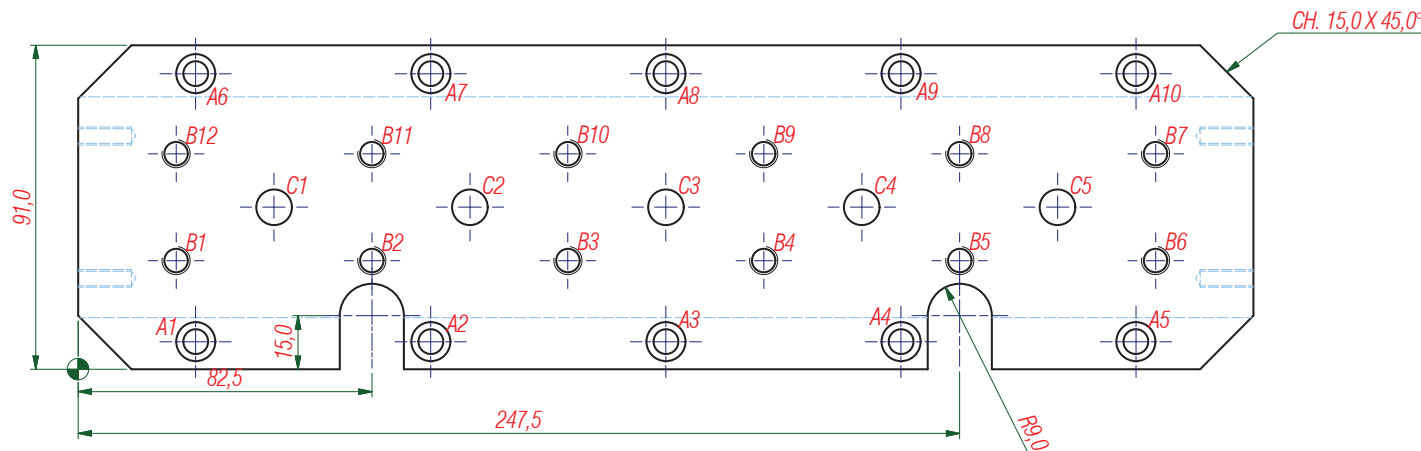 CH. 15,0 X 45,0°
A6
A7
A8
A9
A10
B12
B11
B10
B9
B8
B7
91,0
C1
C2
C3
C4
C5
B1
B2
B3
B4
B5
B6
A1
A2
A3
A4
A5
15,0
82,5
247,5
R9,0